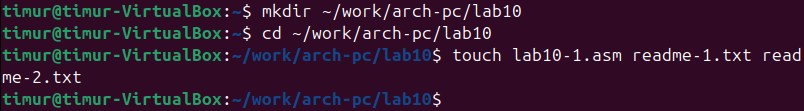 timur@timur-VirtualBox:~$ mkdir ~/work/arch-pc/lab10
timur@timur-VirtualBox:~$ cd ~/work/arch-pc/lab10
timur@timur-VirtualBox:~/work/arch-pc/lab10$ touch lab10-1.asm readme-1.txt read
me-2.txt
timur@timur-VirtualBox:~/work/arch-pc/lab10$